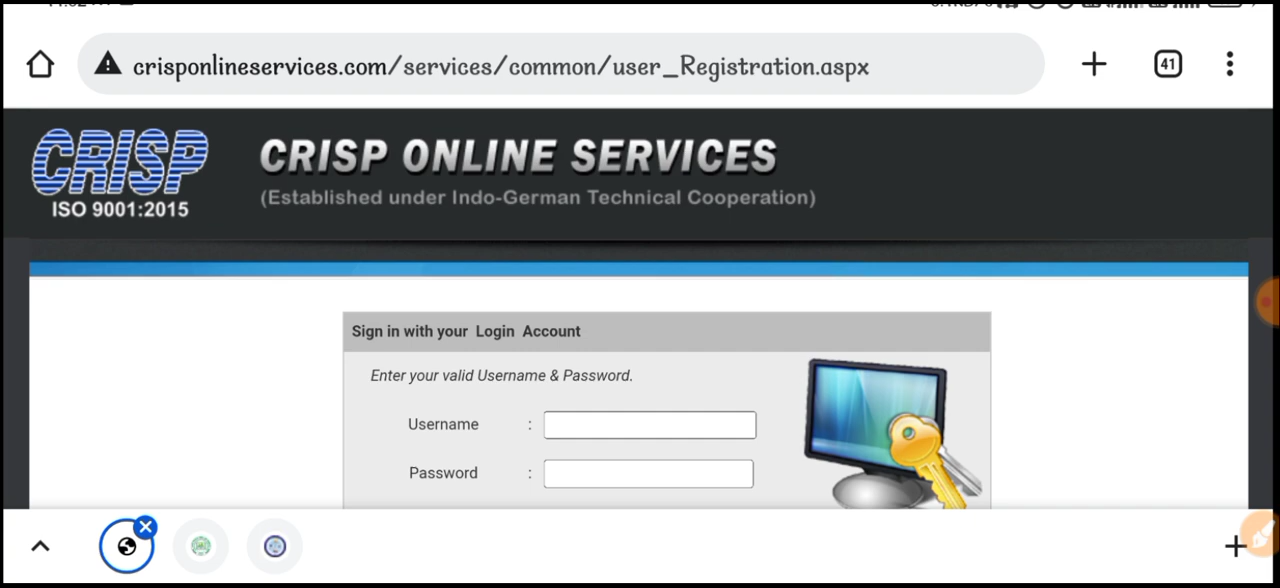 crisponlineservices.com/services/common/user_Registration.aspx
41
CRISP
ISO 9001:2015
CRISP ONLINE SERVICES
(Established under Indo-German Technical Cooperation)
Sign in with your Login Account
Enter your valid Username & Password.
Username :
Password :